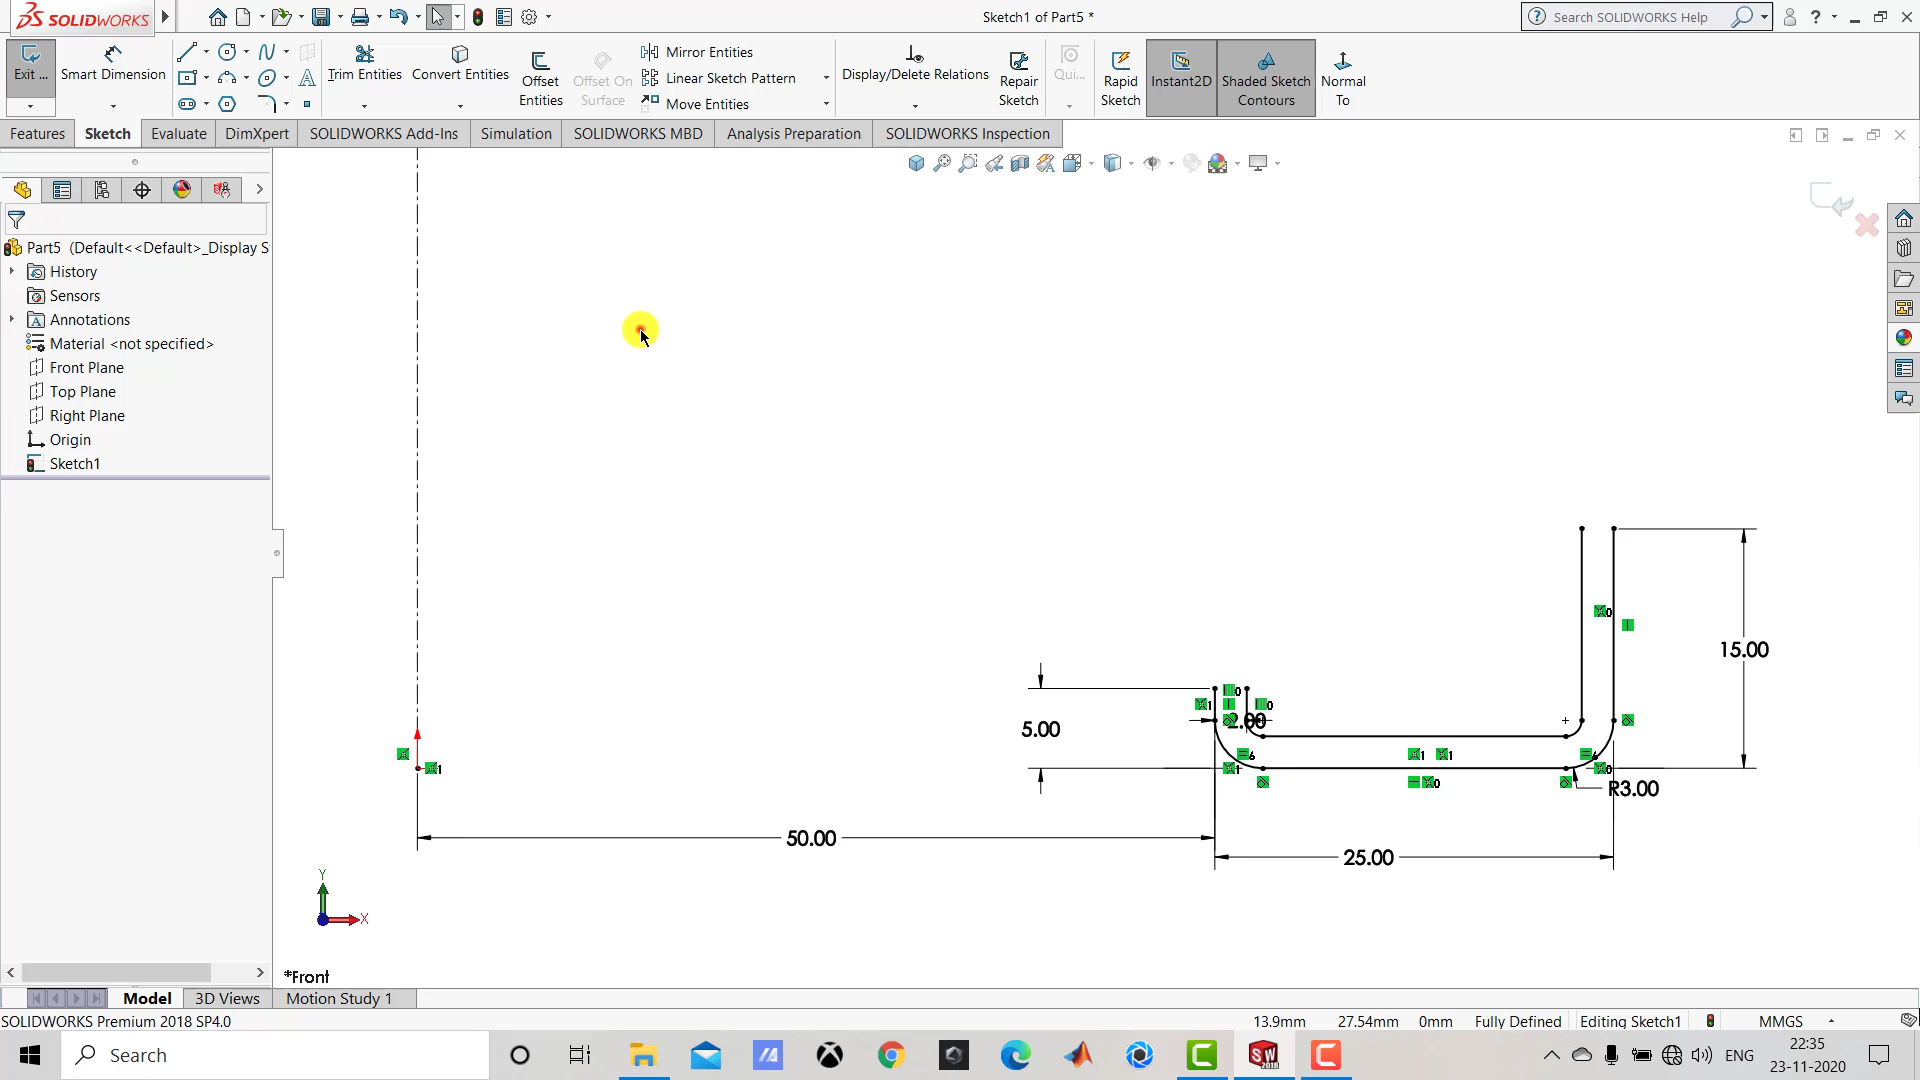 SOLIDWORKS
Sketch1 of Part5 *
Search SOLIDWORKS Help
Exit ...
Smart Dimension
Trim Entities
Convert Entities
Offset Entities
Offset On Surface
Mirror Entities
Linear Sketch Pattern
Move Entities
Display/Delete Relations
Repair Sketch
Qui...
Rapid Sketch
Instant2D
Shaded Sketch Contours
Normal To
Features
Sketch
Evaluate
DimXpert
SOLIDWORKS Add-Ins
Simulation
SOLIDWORKS MBD
Analysis Preparation
SOLIDWORKS Inspection
Part5 (Default<<Default>_Display S
History
Sensors
Annotations
Material <not specified>
Front Plane
Top Plane
Right Plane
Origin
Sketch1
15.00
5.00
2.00
R3.00
50.00
25.00
Y
X
*Front
Model
3D Views
Motion Study 1
SOLIDWORKS Premium 2018 SP4.0
13.9mm
27.54mm
0mm
Fully Defined
Editing Sketch1
MMGS
Search
ENG
22:35
23-11-2020